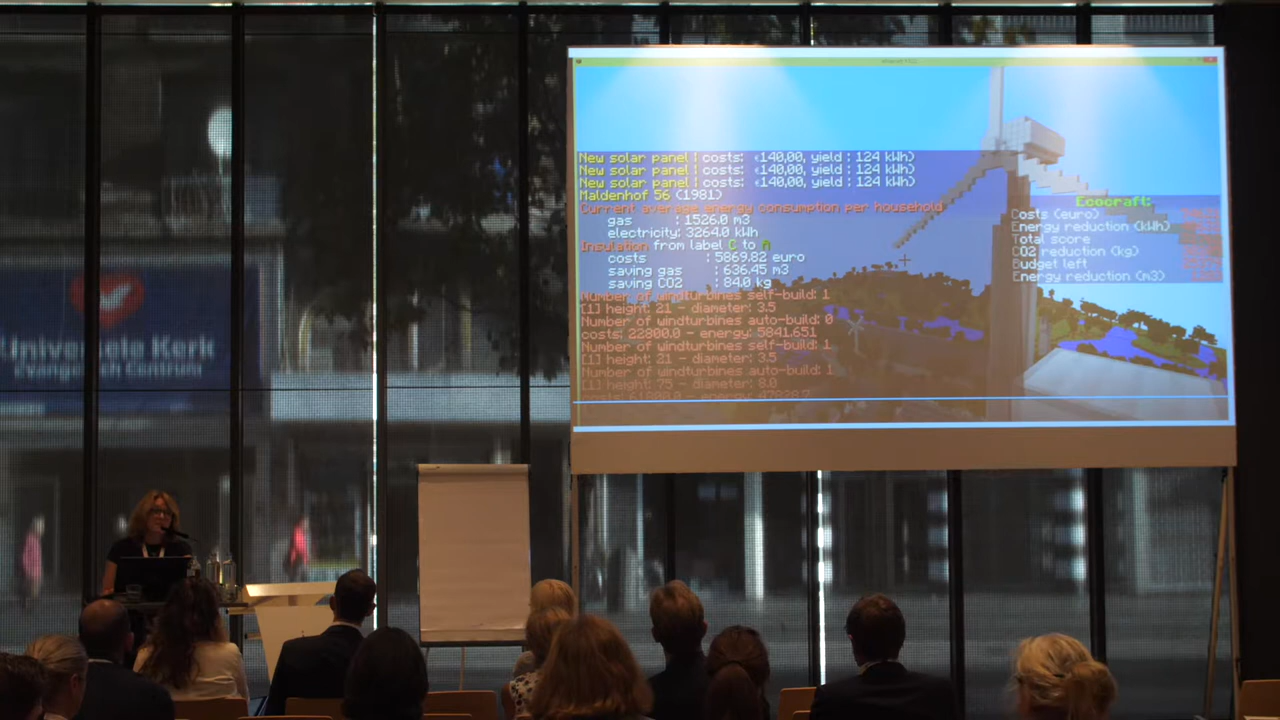 New solar panel | costs: €140,00, yield : 124 kWh)
New solar panel | costs: €140,00, yield : 124 kWh)
New solar panel | costs: €140,00, yield : 124 kWh)
Maldenhof 56 (1981)
Current average energy consumption per household
gas : 1526.0 m3
electricity: 3264.0 kWh
Insulation from label C to A
costs : 5869.82 euro
saving gas : 636.45 m3
saving CO2 : 84.0 kg
Number of windturbines self-build: 1
[1] height: 21 - diameter: 3.5
Number of windturbines auto-build: 0
costs: 22800.0 - energy: 5841.651
Number of windturbines self-build: 1
[1] height: 21 - diameter: 3.5
Number of windturbines auto-build: 1
[1] height: 75 - diameter: 8.0
Ecocraft:
Costs (euro)
Energy reduction (kWh)
Total score
CO2 reduction (kg)
Budget left
Energy reduction (m3)
Kerk
Evangelisch Centrum